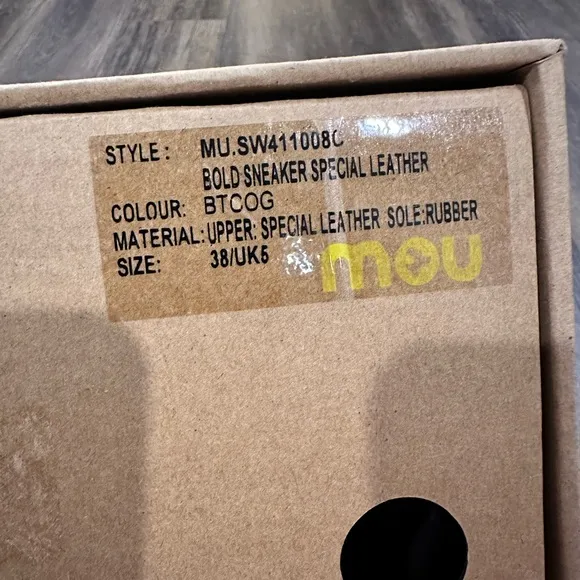 STYLE: MU.SW411008C
BOLD SNEAKER SPECIAL LEATHER
COLOUR: BTCOG
MATERIAL: UPPER: SPECIAL LEATHER SOLE:RUBBER
SIZE: 38/UK5
mou